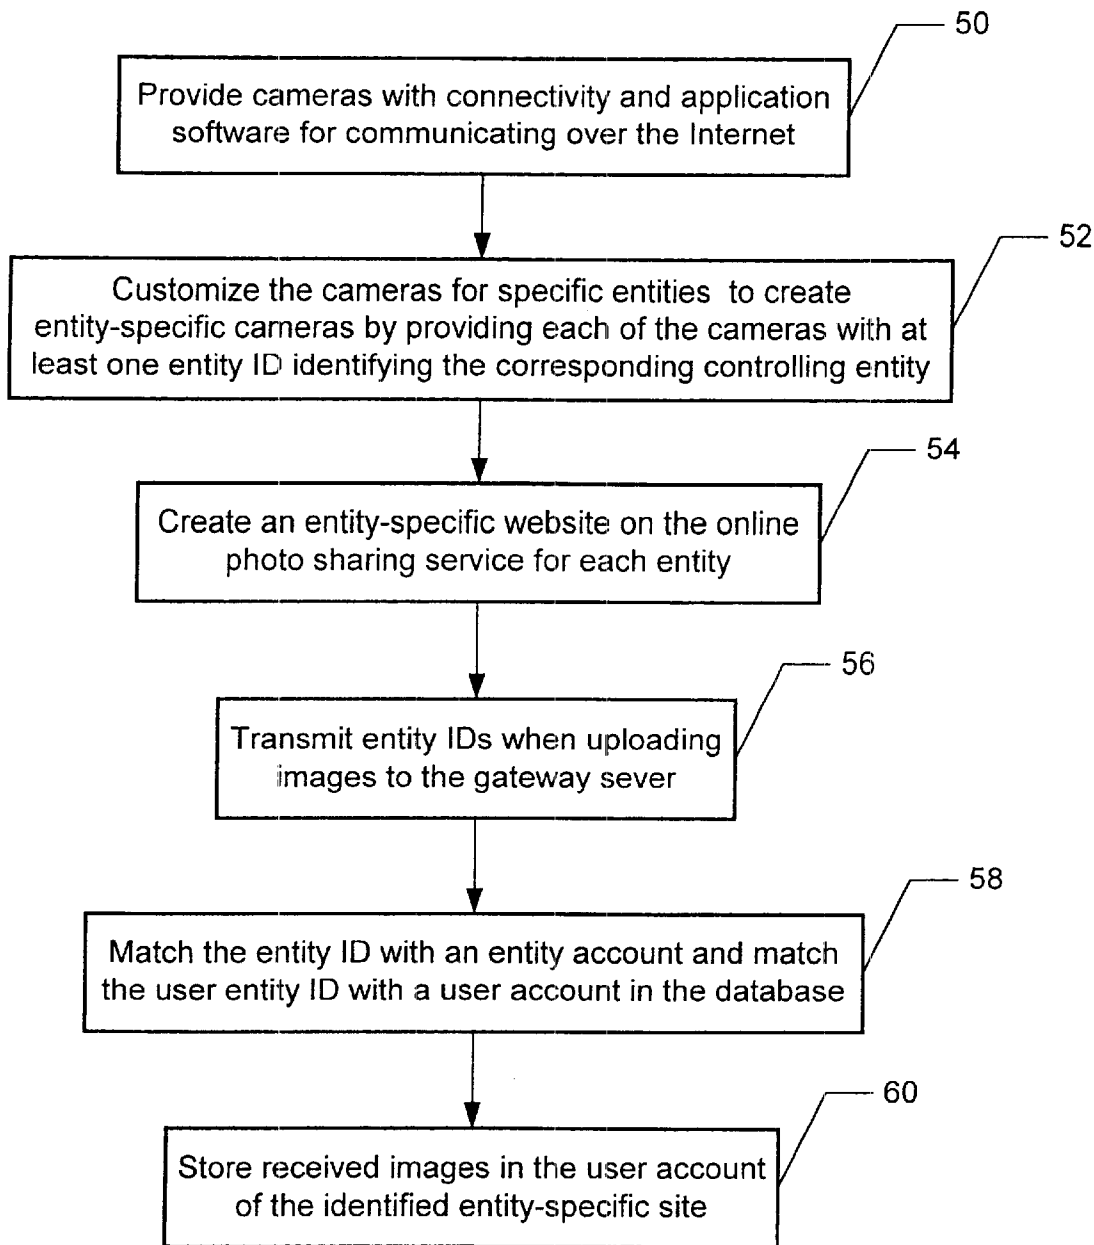 50
Provide cameras with connectivity and application
software for communicating over the Internet
52
Customize the cameras for specific entities to create
entity-specific cameras by providing each of the cameras with at
least one entity ID identifying the corresponding controlling entity
54
Create an entity-specific website on the online
photo sharing service for each entity
56
Transmit entity IDs when uploading
images to the gateway sever
58
Match the entity ID with an entity account and match
the user entity ID with a user account in the database
60
Store received images in the user account
of the identified entity-specific site